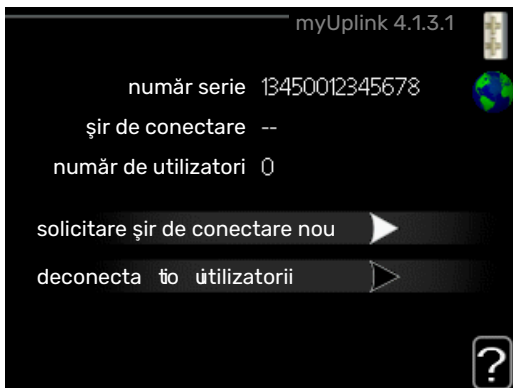 myUplink 4.1.3.1
număr serie 13450012345678
şir de conectare --
număr de utilizatori 0
solicitare şir de conectare nou
deconecta
?